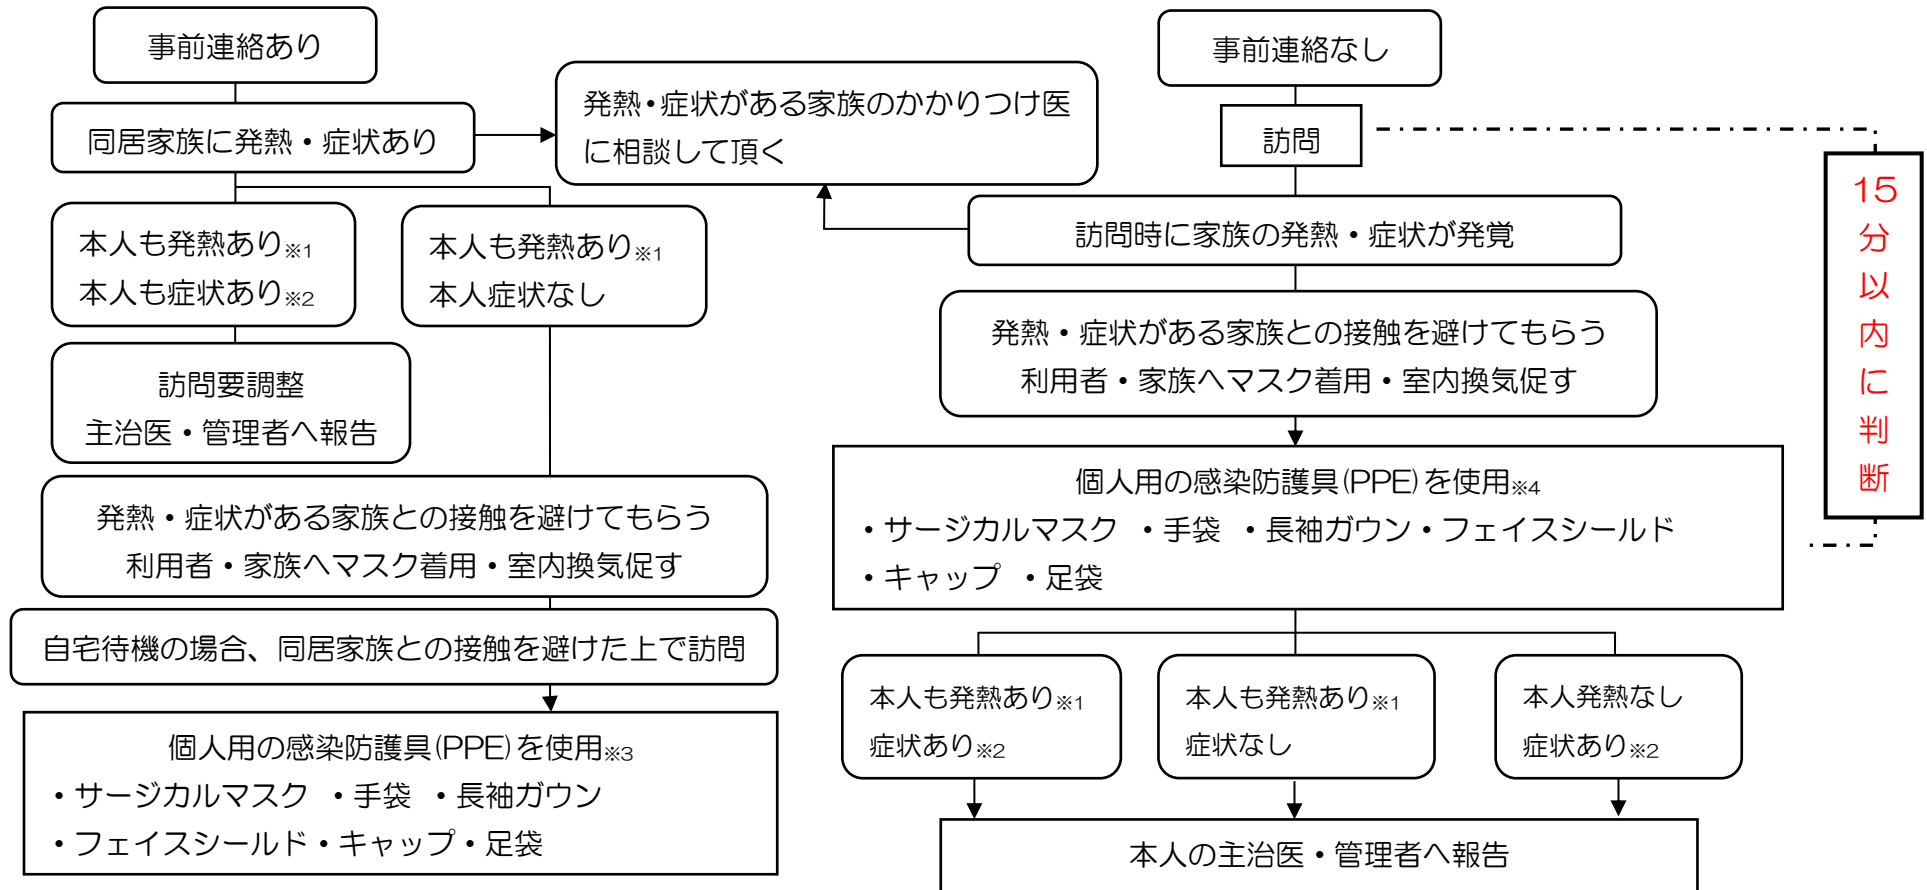 事前連絡あり
同居家族に発熱・症状あり
発熱・症状がある家族のかかりつけ医
に相談して頂く
本人も発熱あり※1
本人も症状あり※2
本人も発熱あり※1
本人症状なし
訪問要調整
主治医・管理者へ報告
発熱・症状がある家族との接触を避けてもらう
利用者・家族へマスク着用・室内換気促す
自宅待機の場合、同居家族との接触を避けた上で訪問
個人用の感染防護具(PPE)を使用※3
・サージカルマスク ・手袋 ・長袖ガウン
・フェイスシールド・キャップ・足袋
事前連絡なし
訪問
訪問時に家族の発熱・症状が発覚
発熱・症状がある家族との接触を避けてもらう
利用者・家族へマスク着用・室内換気促す
個人用の感染防護具(PPE)を使用※4
・サージカルマスク ・手袋 ・長袖ガウン・フェイスシールド
・キャップ ・足袋
本人も発熱あり※1
症状あり※2
本人も発熱あり※1
症状なし
本人発熱なし
症状あり※2
本人の主治医・管理者へ報告
15分以内に判断